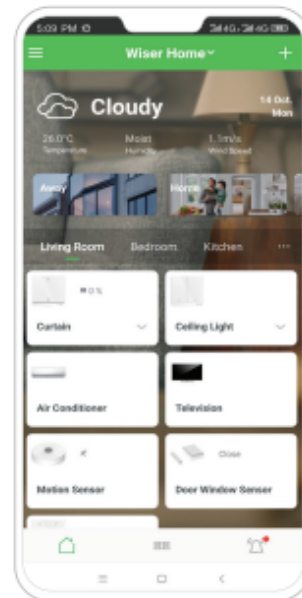 5:09 PM
Wiser Home
Cloudy
14 Oct.
Mon
26.0°C Moist 1.1m/s
Temperature Humidity Wind Speed
Away Home
Living Room Bedroom Kitchen ...
0%
Curtain Ceiling Light
Air Conditioner Television
Close
Motion Sensor Door Window Sensor